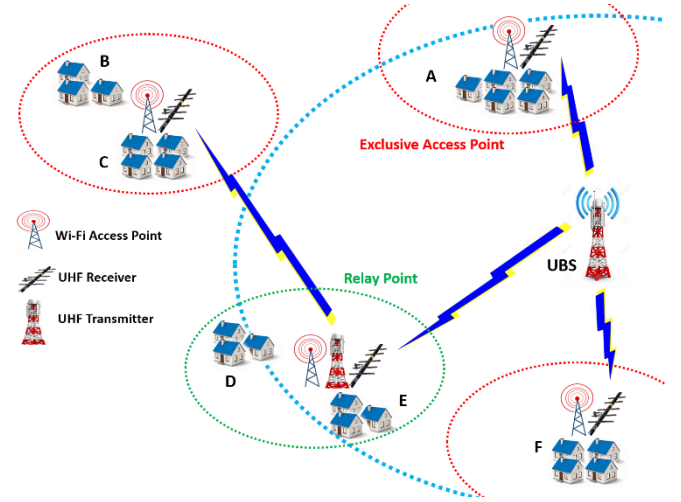 B
A
C
Exclusive Access Point
Wi-Fi Access Point
UBS
UHF Receiver
Relay Point
UHF Transmitter
D
E
F